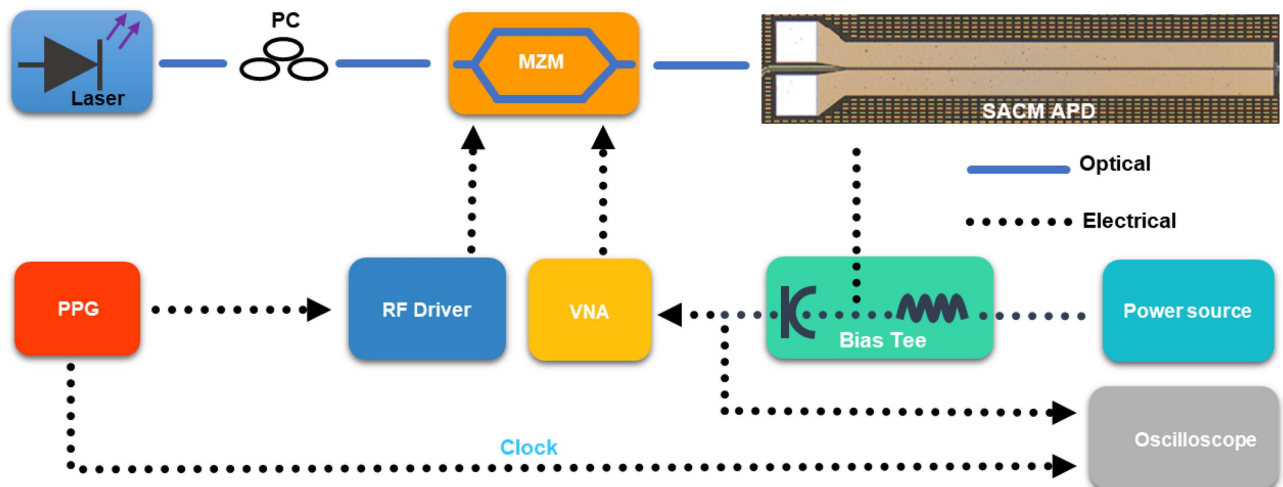 PC
Laser
MZM
SACM APD
Optical
Electrical
PPG
RF Driver
VNA
Bias Tee
Power source
Oscilloscope
Clock